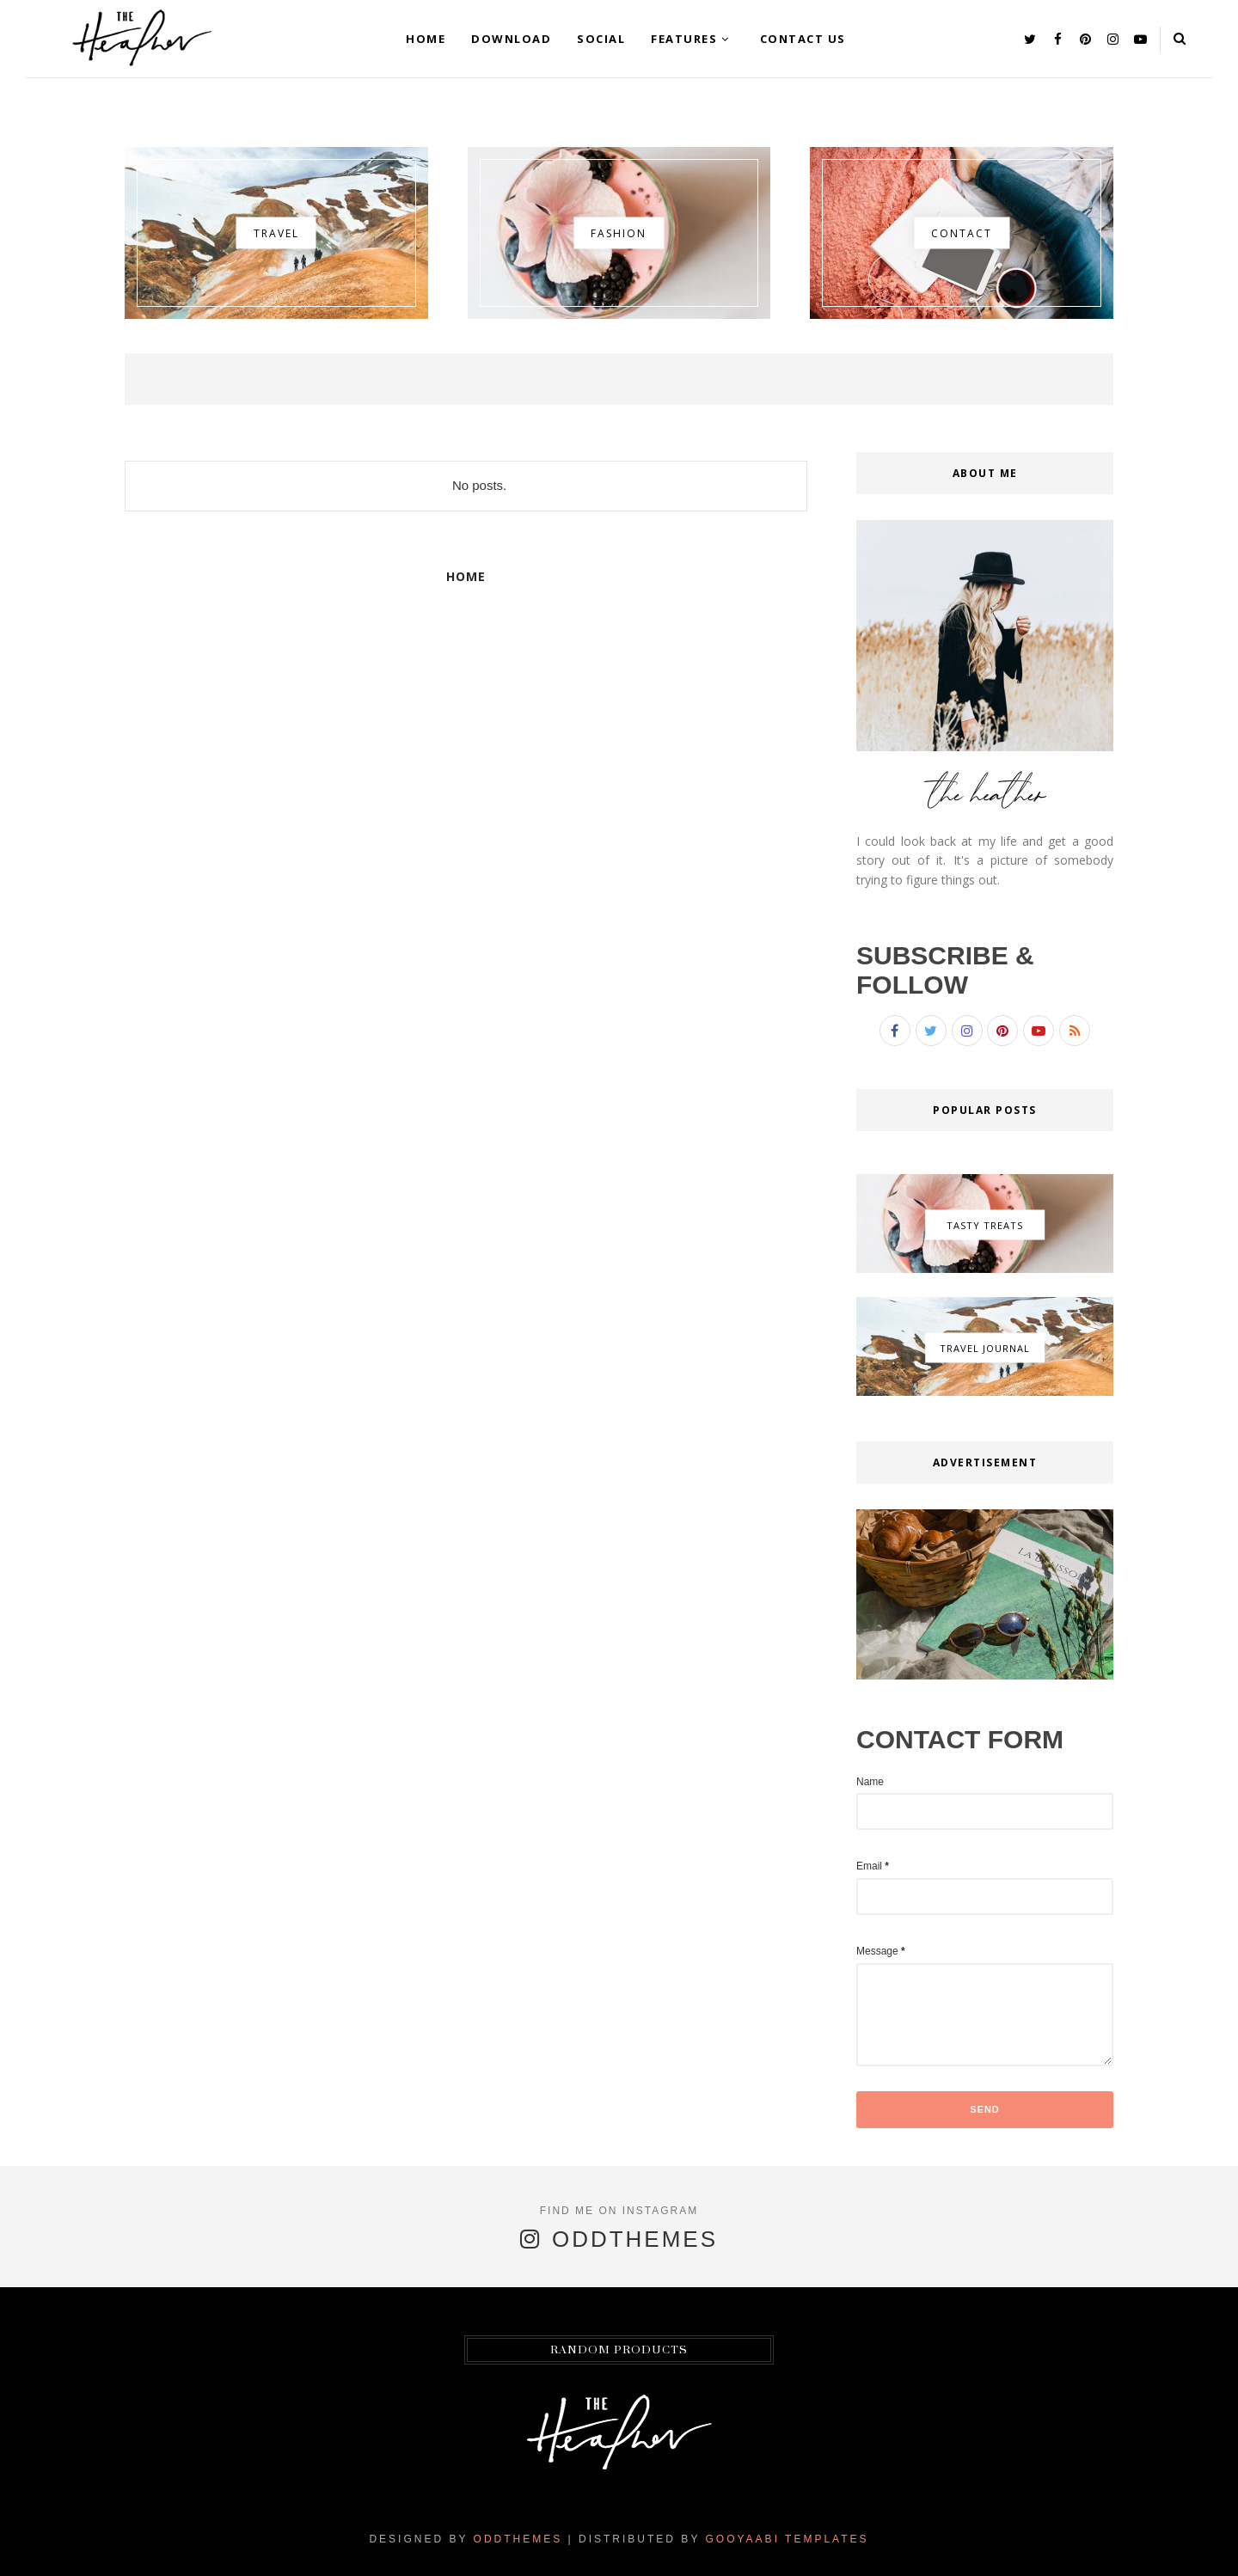 THE
Heather
HOME
DOWNLOAD
SOCIAL
FEATURES
CONTACT US
TRAVEL
FASHION
CONTACT
No posts.
HOME
ABOUT ME
the heather
I could look back at my life and get a good
story out of it. It's a picture of somebody
trying to figure things out.
SUBSCRIBE &
FOLLOW
POPULAR POSTS
TASTY TREATS
TRAVEL JOURNAL
ADVERTISEMENT
CONTACT FORM
Name
Email *
Message *
SEND
FIND ME ON INSTAGRAM
ODDTHEMES
RANDOM PRODUCTS
THE
Heather
DESIGNED BY ODDTHEMES | DISTRIBUTED BY GOOYAABI TEMPLATES